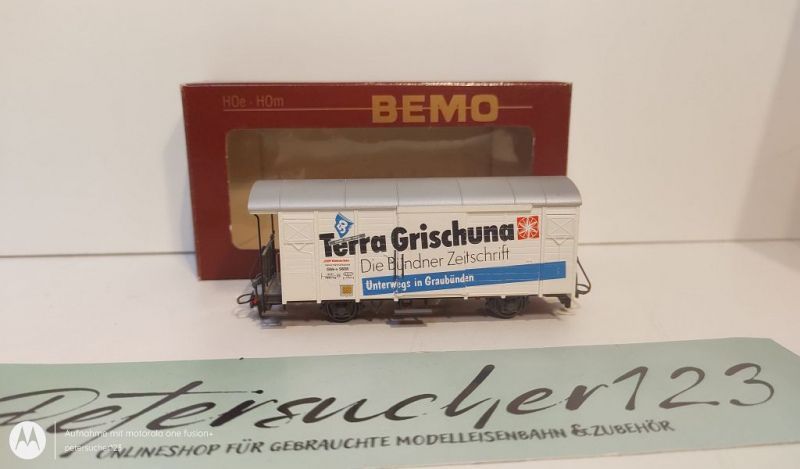 H0e - H0m
BEMO
Terra Grischuna
Die Bündner Zeitschrift
Unterwegs in Graubünden
Petersucher123
ONLINESHOP FÜR GEBRAUCHTE MODELLEISENBAHN & ZUBEHÖR
Aufnahme mit motorola one fusion+
petersucher123